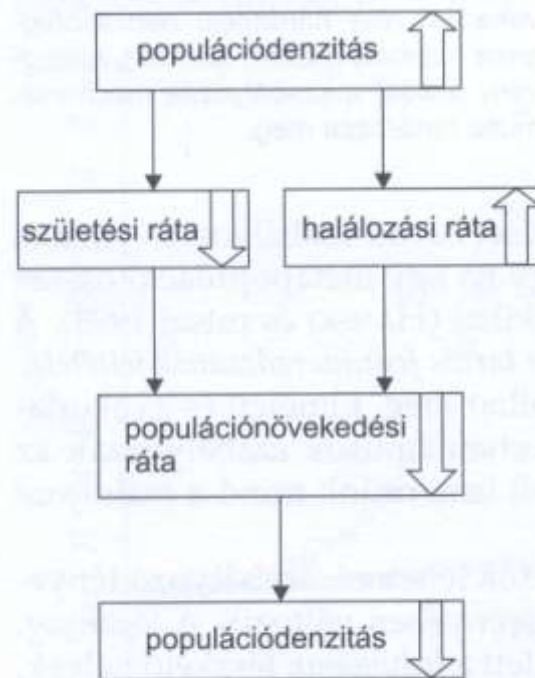 populációdenzitás
születési ráta
halálozási ráta
populációnövekedési
ráta
populációdenzitás